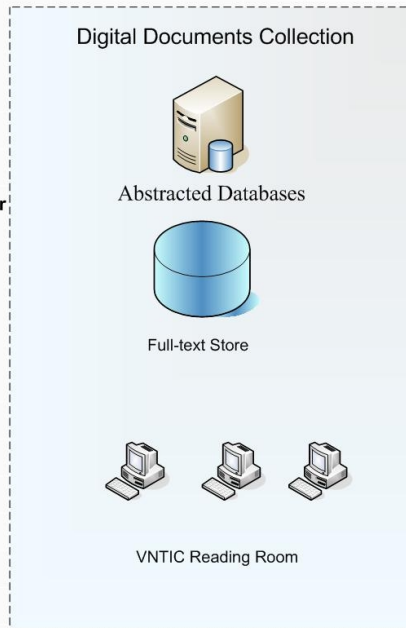 Digital Documents Collection
r
Abstracted Databases
Full-text Store
VNTIC Reading Room